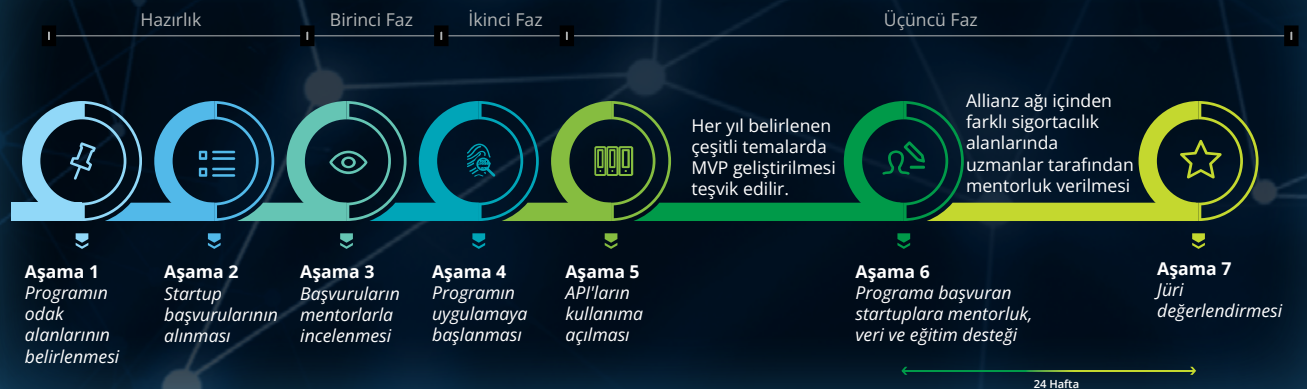 Hazırlık
Birinci Faz
İkinci Faz
Üçüncü Faz
Her yıl belirlenen
çeşitli temalarda
MVP geliştirilmesi
teşvik edilir.
Allianz ağı içinden
farklı sigortacılık
alanlarında
uzmanlar tarafından
mentorluk verilmesi
Aşama 1
Programın
odak
alanlarının
belirlenmesi
Aşama 2
Startup
başvurularının
alınması
Aşama 3
Başvuruların
mentorlarla
incelenmesi
Aşama 4
Programın
uygulamaya
başlanması
Aşama 5
API'ların
kullanıma
açılması
Aşama 6
Programa başvuran
startuplara mentorluk,
veri ve eğitim desteği
Aşama 7
Jüri
değerlendirmesi
24 Hafta